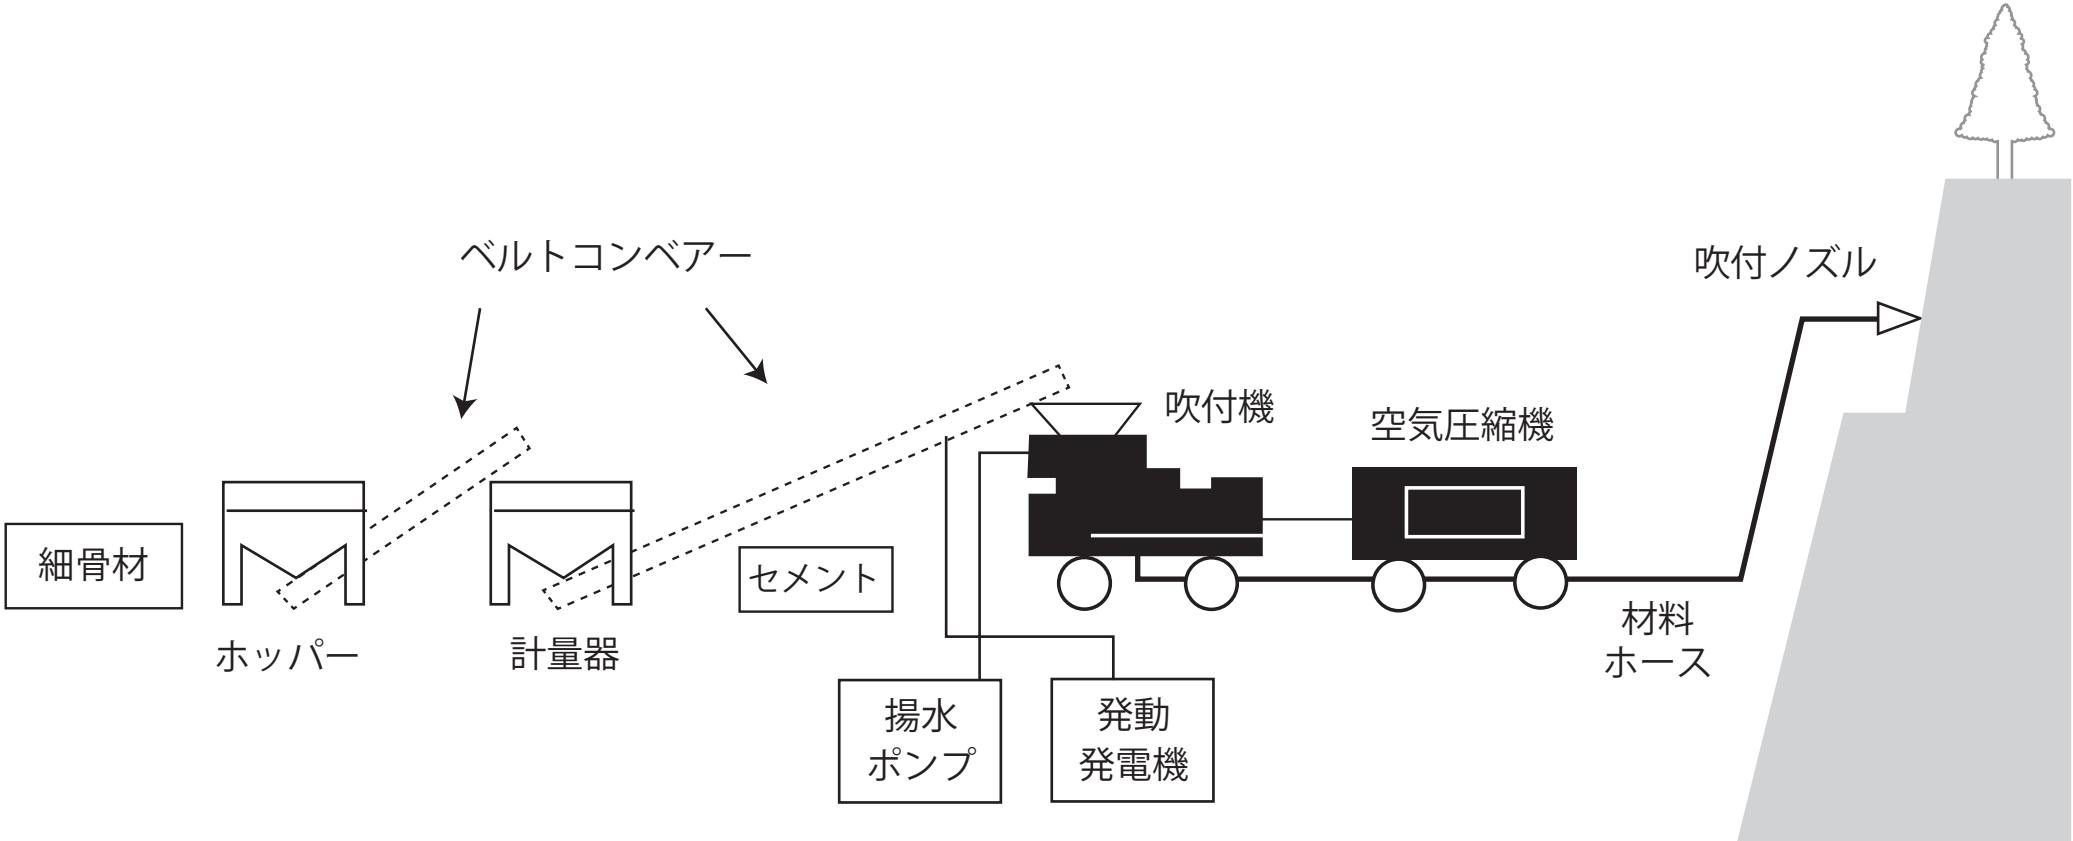 ベルトコンベアー
吹付ノズル
吹付機
空気圧縮機
細骨材
セメント
材料
ホース
ホッパー
計量器
揚水
ポンプ
発動
発電機